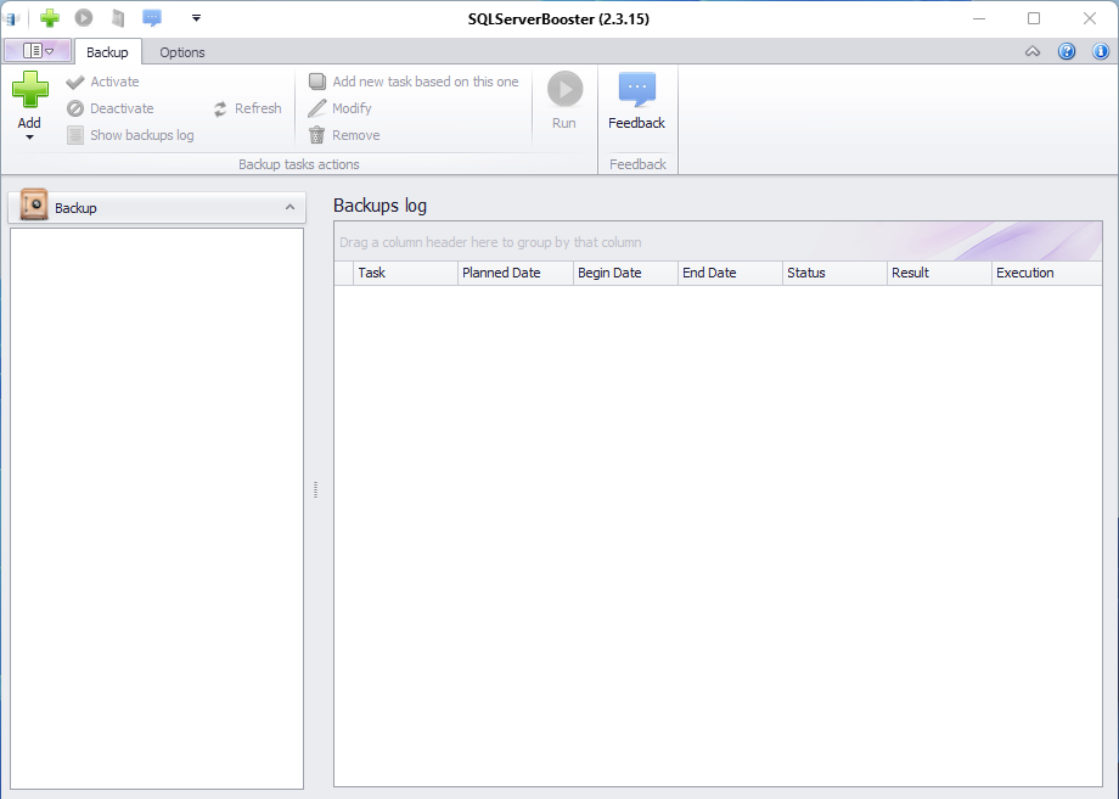 SQLServerBooster (2.3.15)
Backup
Options
Add
Activate
Deactivate
Show backups log
Refresh
Add new task based on this one
Modify
Remove
Run
Feedback
Backup tasks actions
Feedback
Backup
Backups log
Drag a column header here to group by that column
Task Planned Date Begin Date End Date Status Result Execution